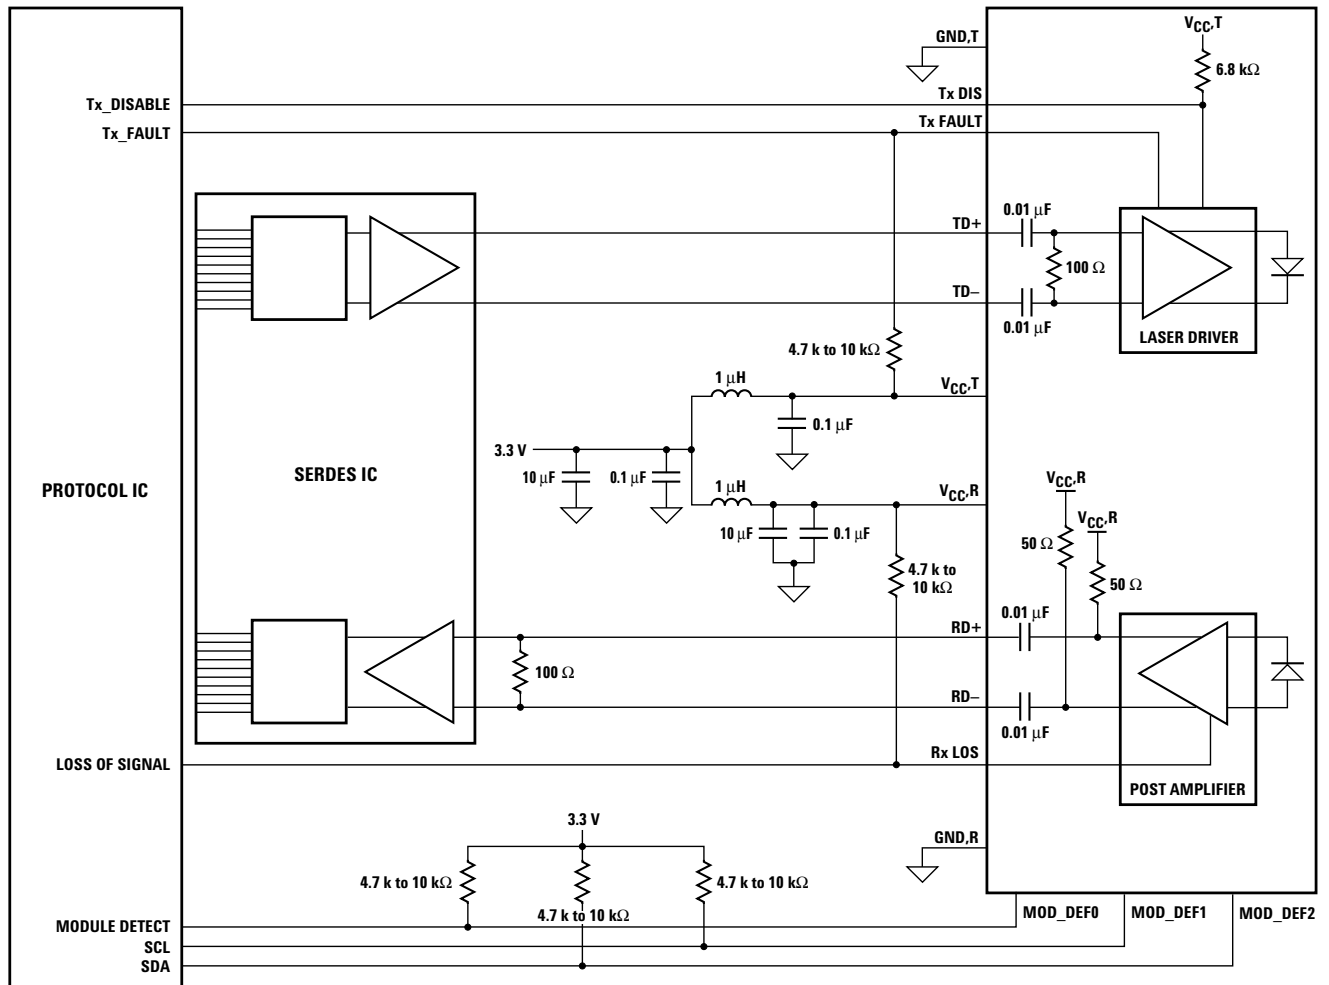 V_CC,T
GND,T
6.8 kΩ
Tx_DISABLE
Tx DIS
Tx_FAULT
Tx FAULT
0.01 µF
TD+
100 Ω
TD–
0.01 µF
LASER DRIVER
4.7 k to 10 kΩ
1 µH
V_CC,T
0.1 µF
3.3 V
10 µF
0.1 µF
SERDES IC
PROTOCOL IC
1 µH
V_CC,R
V_CC,R
V_CC,R
10 µF
0.1 µF
50 Ω
4.7 k to
10 kΩ
50 Ω
0.01 µF
RD+
100 Ω
RD–
0.01 µF
LOSS OF SIGNAL
Rx LOS
POST AMPLIFIER
3.3 V
GND,R
4.7 k to 10 kΩ
4.7 k to 10 kΩ
4.7 k to 10 kΩ
MODULE DETECT
MOD_DEF0
MOD_DEF1
MOD_DEF2
SCL
SDA